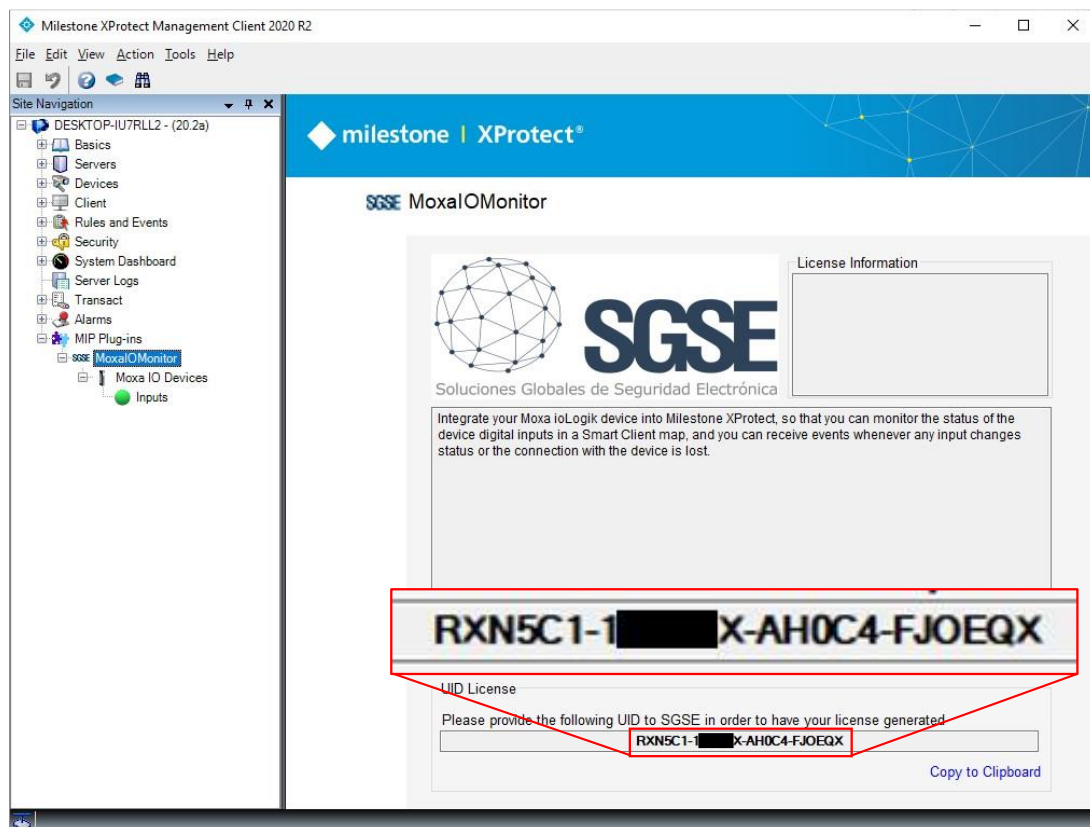 Milestone XProtect Management Client 2020 R2
File Edit View Action Tools Help
Site Navigation
DESKTOP-IU7RLL2 - (20.2a)
Basics
Servers
Devices
Client
Rules and Events
Security
System Dashboard
Server Logs
Transact
Alarms
MIP Plug-ins
SGSE MoxaIOMonitor
Moxa IO Devices
Inputs
milestone | XProtect®
SGSE MoxaIOMonitor
SGSE
Soluciones Globales de Seguridad Electrónica
License Information
Integrate your Moxa ioLogik device into Milestone XProtect, so that you can monitor the status of the
device digital inputs in a Smart Client map, and you can receive events whenever any input changes
status or the connection with the device is lost.
RXN5C1-1 X-AH0C4-FJOEQX
UID License
Please provide the following UID to SGSE in order to have your license generated
RXN5C1-1 X-AH0C4-FJOEQX
Copy to Clipboard